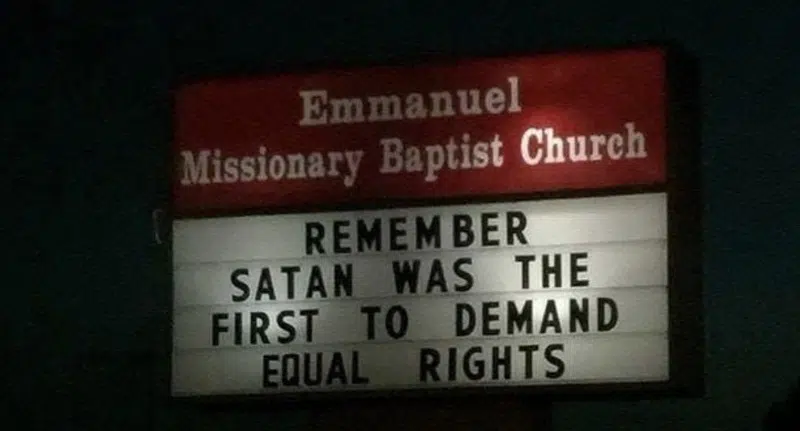 Emmanuel
Missionary Baptist Church
REMEMBER
SATAN WAS THE
FIRST TO DEMAND
EQUAL RIGHTS